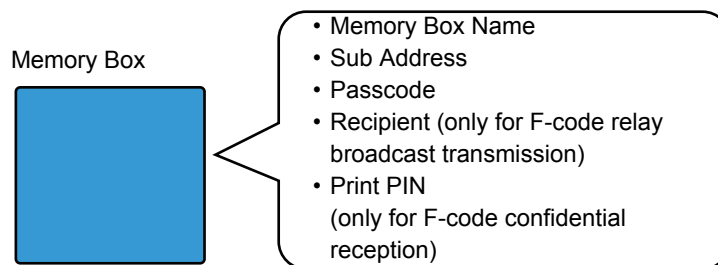 Memory Box
• Memory Box Name
• Sub Address
• Passcode
• Recipient (only for F-code relay
broadcast transmission)
• Print PIN
(only for F-code confidential
reception)